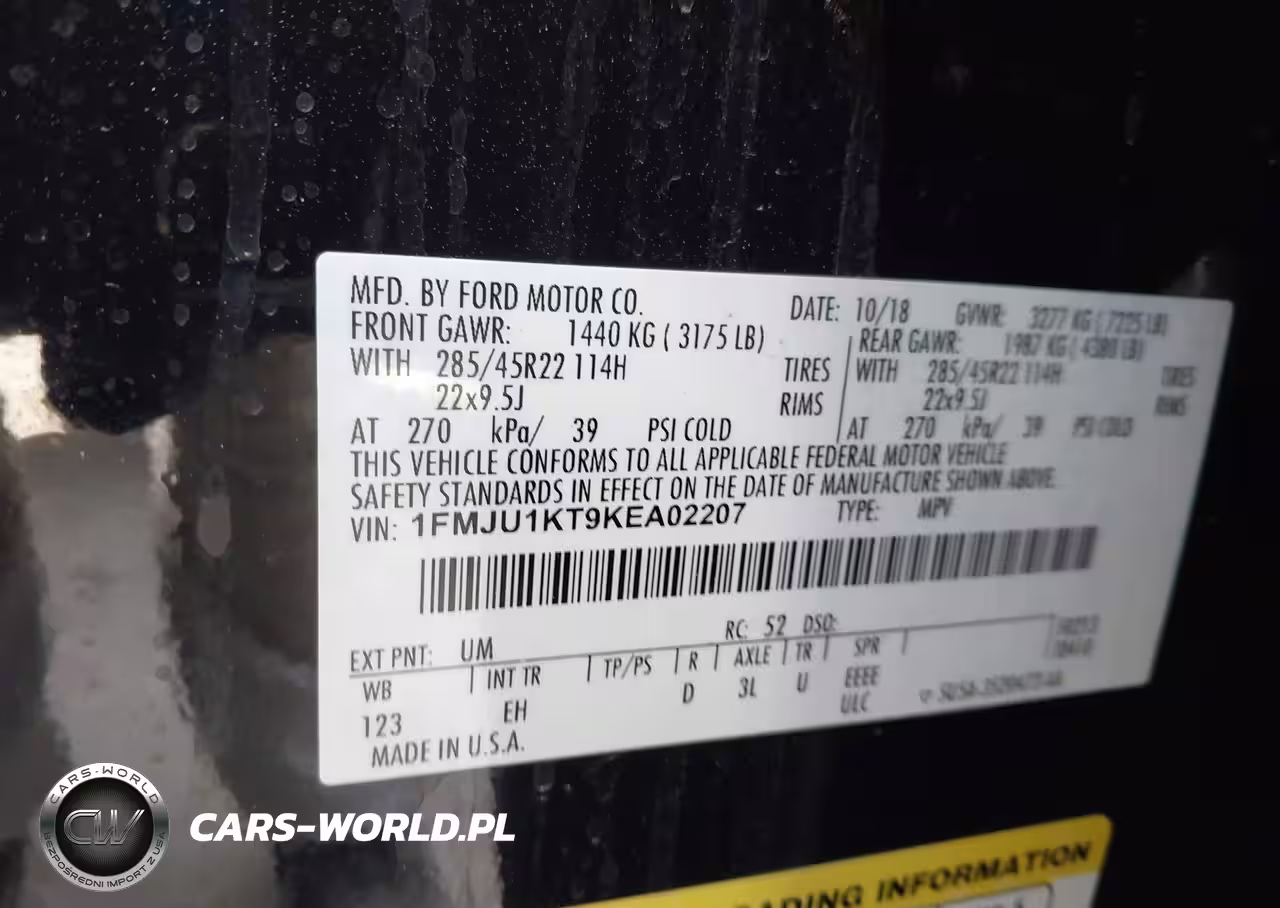 MFD. BY FORD MOTOR CO. DATE: 10/18 GVWR: 3277 KG ( 7225 LB)
FRONT GAWR: 1440 KG ( 3175 LB) REAR GAWR: 1987 KG ( 4380 LB)
WITH 285/45R22 114H TIRES WITH 285/45R22 114H TIRES
22x9.5J RIMS 22x9.5J RIMS
AT 270 kPa/ 39 PSI COLD AT 270 kPa/ 39 PSI COLD
THIS VEHICLE CONFORMS TO ALL APPLICABLE FEDERAL MOTOR VEHICLE
SAFETY STANDARDS IN EFFECT ON THE DATE OF MANUFACTURE SHOWN ABOVE.
VIN: 1FMJU1KT9KEA02207 TYPE: MPV
EXT PNT: UM RC: 52 DSO:
WB INT TR TP/PS R AXLE TR SPR
123 EH D 3L U EEEE
ULC
MADE IN U.S.A.
CARS-WORLD
CW
BEZPOŚREDNI IMPORT Z USA
CARS-WORLD.PL
INFORMATION